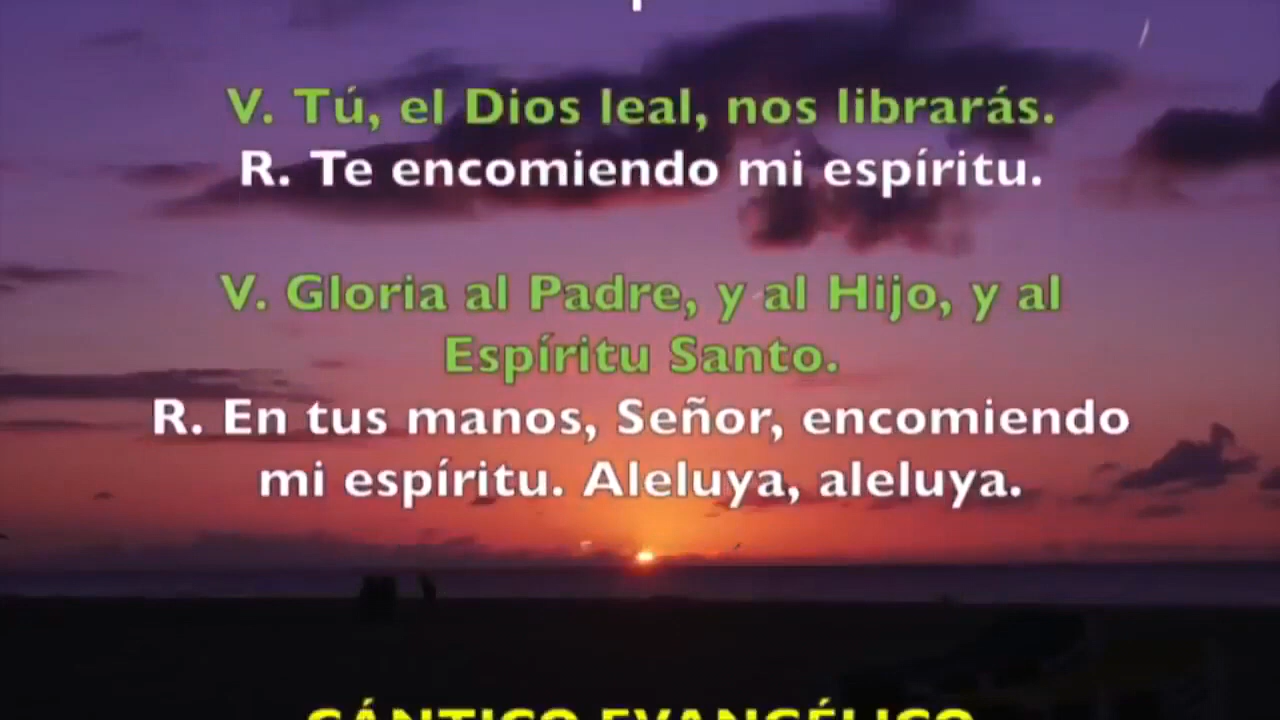 V. Tú, el Dios leal, nos librarás.
R. Te encomiendo mi espíritu.
V. Gloria al Padre, y al Hijo, y al
Espíritu Santo.
R. En tus manos, Señor, encomiendo
mi espíritu. Aleluya, aleluya.
CÁNTICO EVANGÉLICO